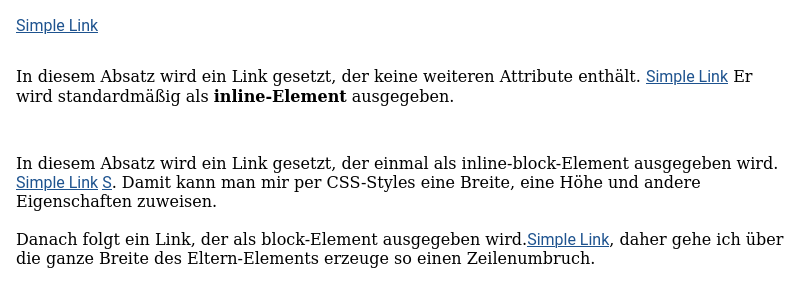 Simple Link
In diesem Absatz wird ein Link gesetzt, der keine weiteren Attribute enthält. Simple Link Er
wird standardmäßig als inline-Element ausgegeben.
In diesem Absatz wird ein Link gesetzt, der einmal als inline-block-Element ausgegeben wird.
Simple Link S. Damit kann man mir per CSS-Styles eine Breite, eine Höhe und andere
Eigenschaften zuweisen.
Danach folgt ein Link, der als block-Element ausgegeben wird.Simple Link, daher gehe ich über
die ganze Breite des Eltern-Elements erzeuge so einen Zeilenumbruch.